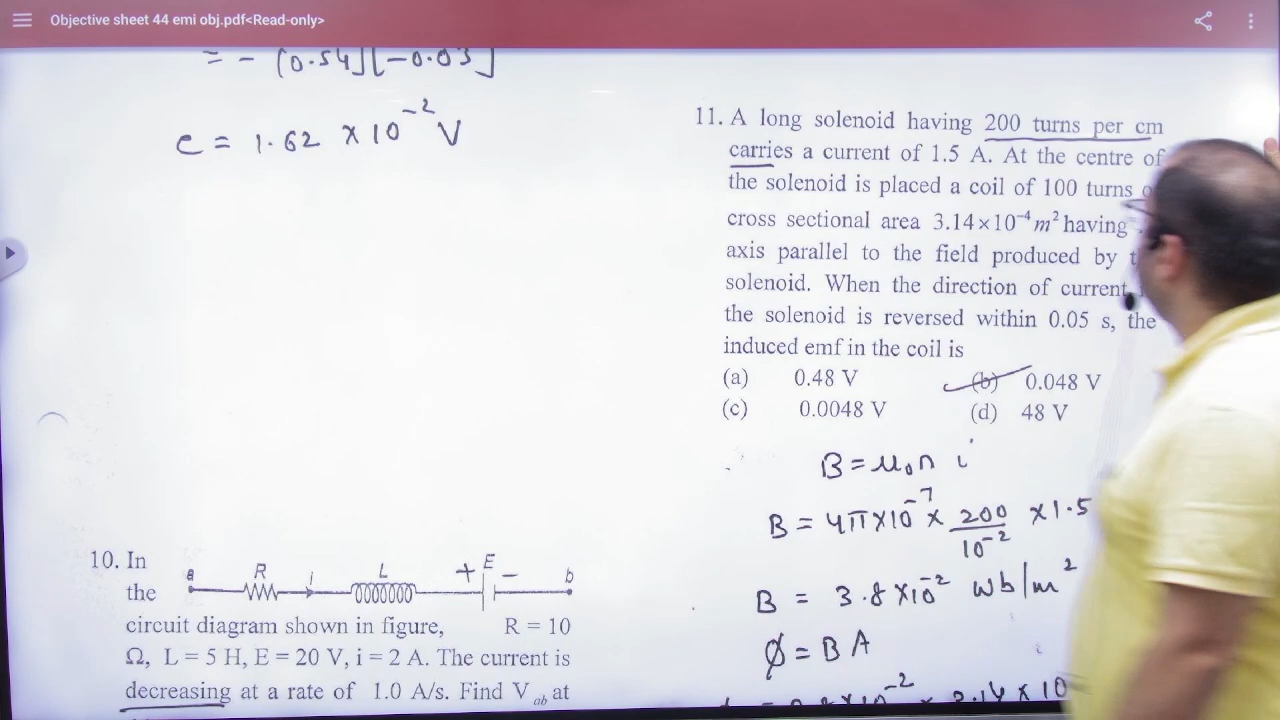 Objective sheet 44 emi obj.pdf<Read-only>
= - [0.54][-0.03]
e = 1.62 × 10⁻² V
10. In
the
a R i L + E - b
circuit diagram shown in figure, R = 10
Ω, L = 5 H, E = 20 V, i = 2 A. The current is
decreasing at a rate of 1.0 A/s. Find V ab at
11. A long solenoid having 200 turns per cm
carries a current of 1.5 A. At the centre of
the solenoid is placed a coil of 100 turns
cross sectional area 3.14×10⁻⁴ m² having
axis parallel to the field produced by
solenoid. When the direction of current
the solenoid is reversed within 0.05 s, the
induced emf in the coil is
(a) 0.48 V (b) 0.048 V
(c) 0.0048 V (d) 48 V
B = μ₀n i
B = 4π×10⁻⁷ × 200/10⁻² ×1.5
B = 3.8 ×10⁻² wb/m²
Ø = B A